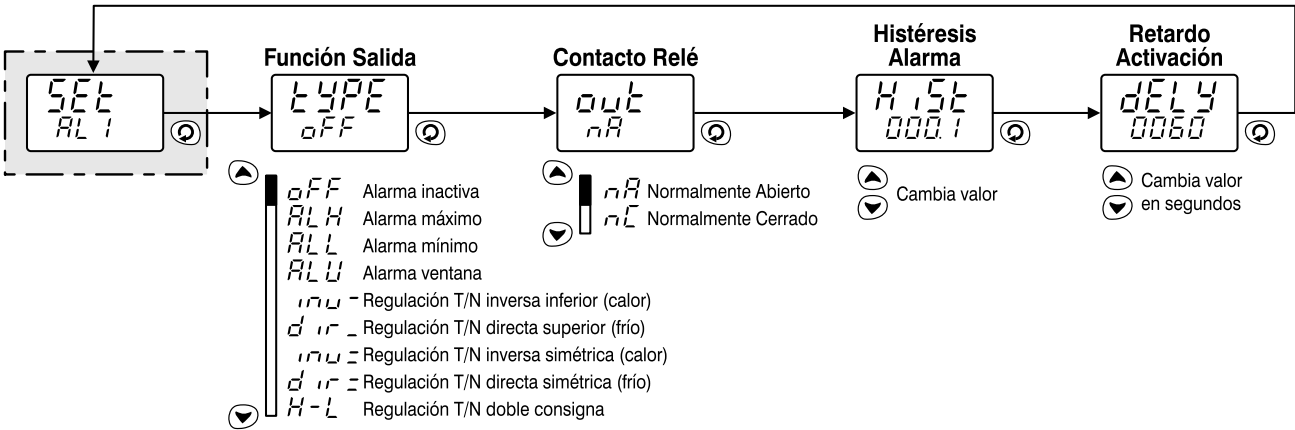 Función Salida
Contacto Relé
Histéresis
Alarma
Retardo
Activación
SEt
AL1
tYPE
oFF
out
nA
HiSt
000.1
dELY
0060
oFF Alarma inactiva
ALH Alarma máximo
ALL Alarma mínimo
ALU Alarma ventana
inv¯ Regulación T/N inversa inferior (calor)
dir_ Regulación T/N directa superior (frío)
inv= Regulación T/N inversa simétrica (calor)
dir= Regulación T/N directa simétrica (frío)
H-L Regulación T/N doble consigna
nA Normalmente Abierto
nC Normalmente Cerrado
Cambia valor
Cambia valor
en segundos